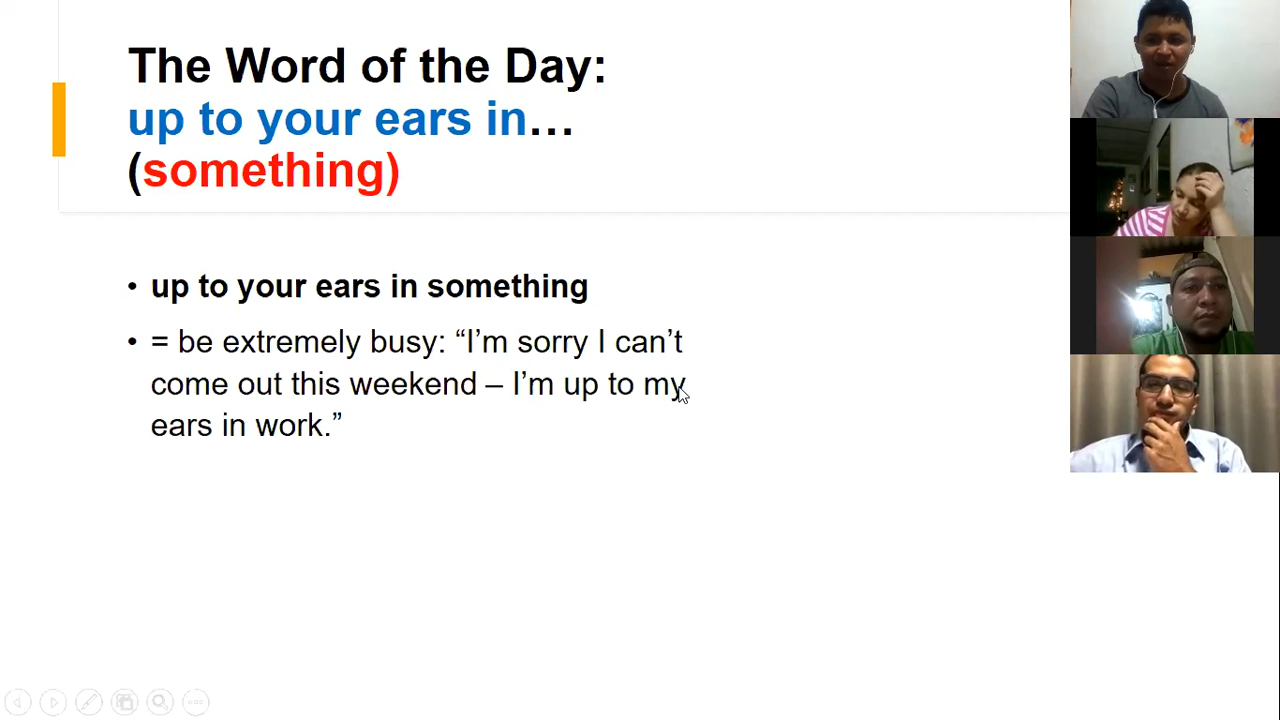 The Word of the Day:
up to your ears in…
(something)
• up to your ears in something
• = be extremely busy: “I’m sorry I can’t
come out this weekend – I’m up to my
ears in work.”